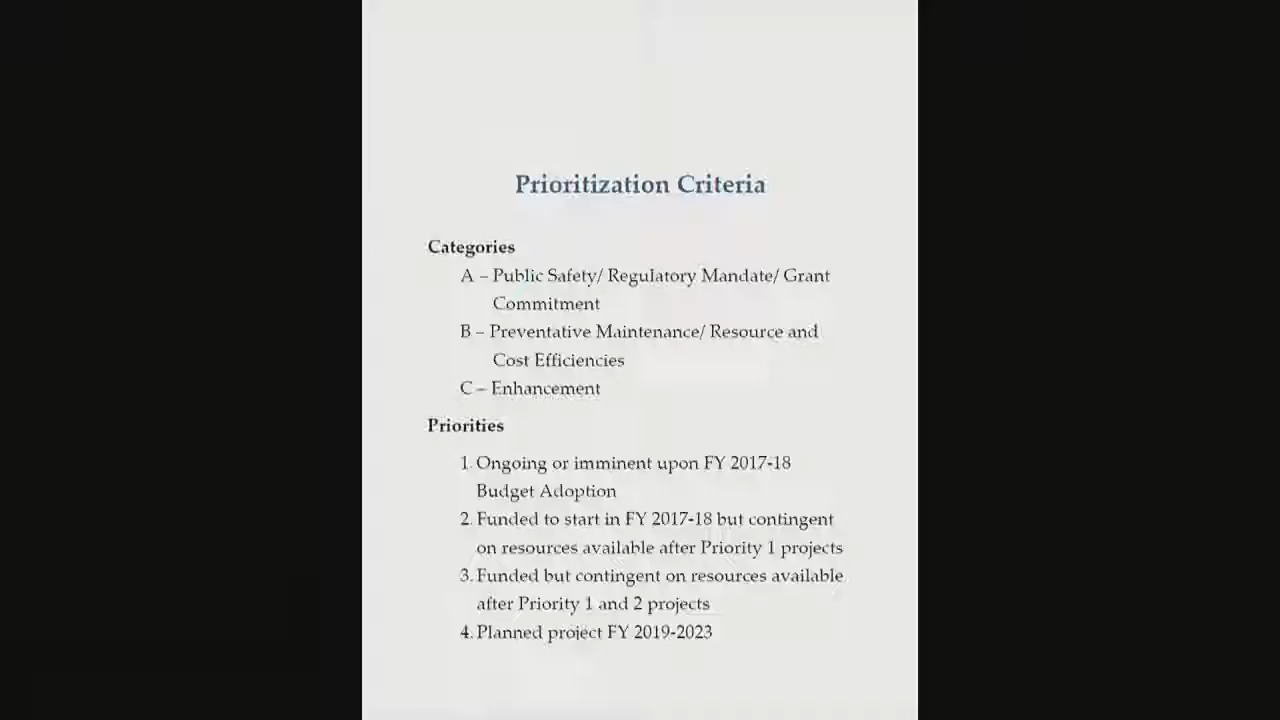 Prioritization Criteria
Categories
A – Public Safety/ Regulatory Mandate/ Grant
Commitment
B – Preventative Maintenance/ Resource and
Cost Efficiencies
C – Enhancement
Priorities
1. Ongoing or imminent upon FY 2017-18
Budget Adoption
2. Funded to start in FY 2017-18 but contingent
on resources available after Priority 1 projects
3. Funded but contingent on resources available
after Priority 1 and 2 projects
4. Planned project FY 2019-2023